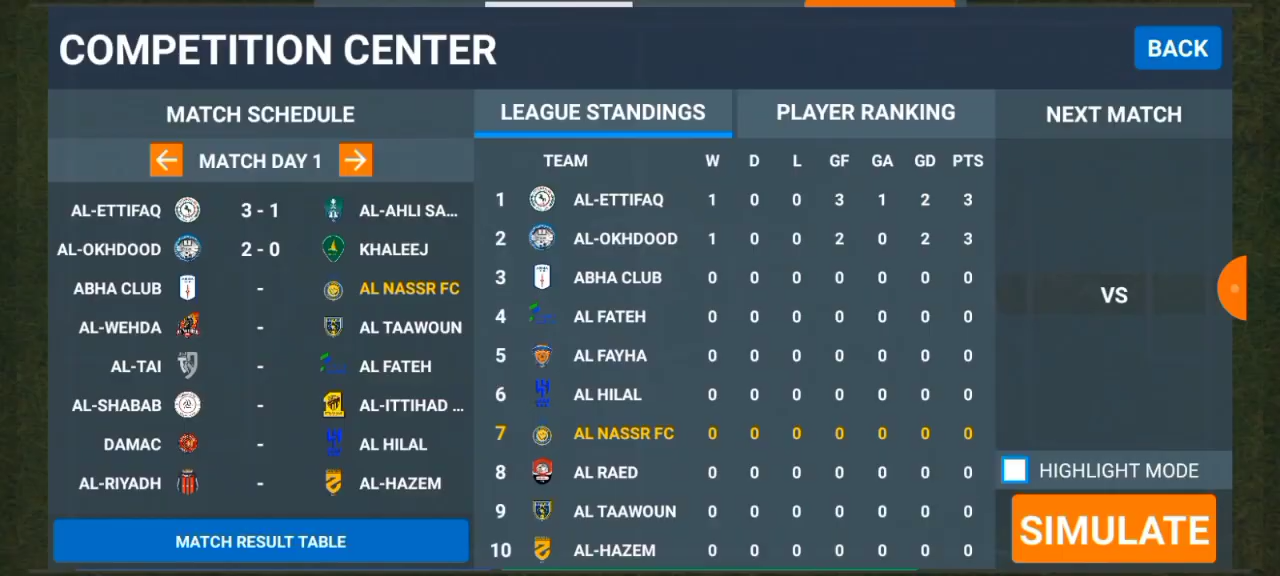 COMPETITION CENTER
BACK
MATCH SCHEDULE
LEAGUE STANDINGS
PLAYER RANKING
NEXT MATCH
MATCH DAY 1
AL-ETTIFAQ 3 - 1 AL-AHLI SA...
AL-OKHDOOD 2 - 0 KHALEEJ
ABHA CLUB - AL NASSR FC
AL-WEHDA - AL TAAWOUN
AL-TAI - AL FATEH
AL-SHABAB - AL-ITTIHAD ...
DAMAC - AL HILAL
AL-RIYADH - AL-HAZEM
MATCH RESULT TABLE
TEAM W D L GF GA GD PTS
1 AL-ETTIFAQ 1 0 0 3 1 2 3
2 AL-OKHDOOD 1 0 0 2 0 2 3
3 ABHA CLUB 0 0 0 0 0 0 0
4 AL FATEH 0 0 0 0 0 0 0
5 AL FAYHA 0 0 0 0 0 0 0
6 AL HILAL 0 0 0 0 0 0 0
7 AL NASSR FC 0 0 0 0 0 0 0
8 AL RAED 0 0 0 0 0 0 0
9 AL TAAWOUN 0 0 0 0 0 0 0
10 AL-HAZEM 0 0 0 0 0 0 0
VS
HIGHLIGHT MODE
SIMULATE